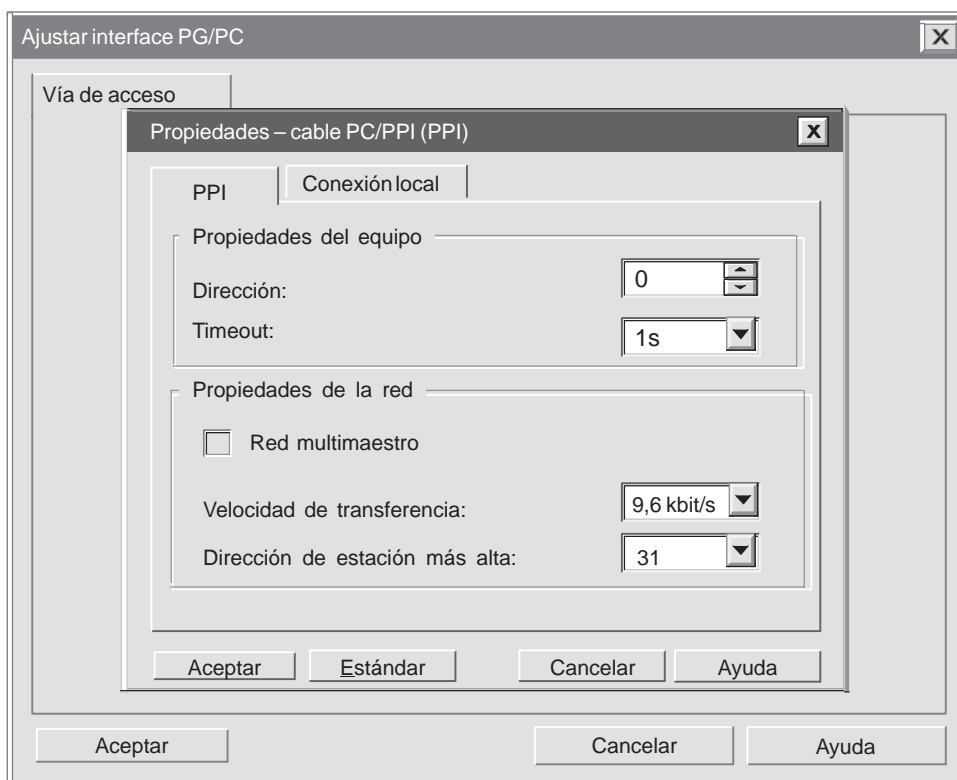 Ajustar interface PG/PC X
Vía de acceso
Propiedades – cable PC/PPI (PPI) X
PPI Conexión local
Propiedades del equipo
Dirección: 0
Timeout: 1s
Propiedades de la red
Red multimaestro
Velocidad de transferencia: 9,6 kbit/s
Dirección de estación más alta: 31
Aceptar Estándar Cancelar Ayuda
Aceptar Cancelar Ayuda